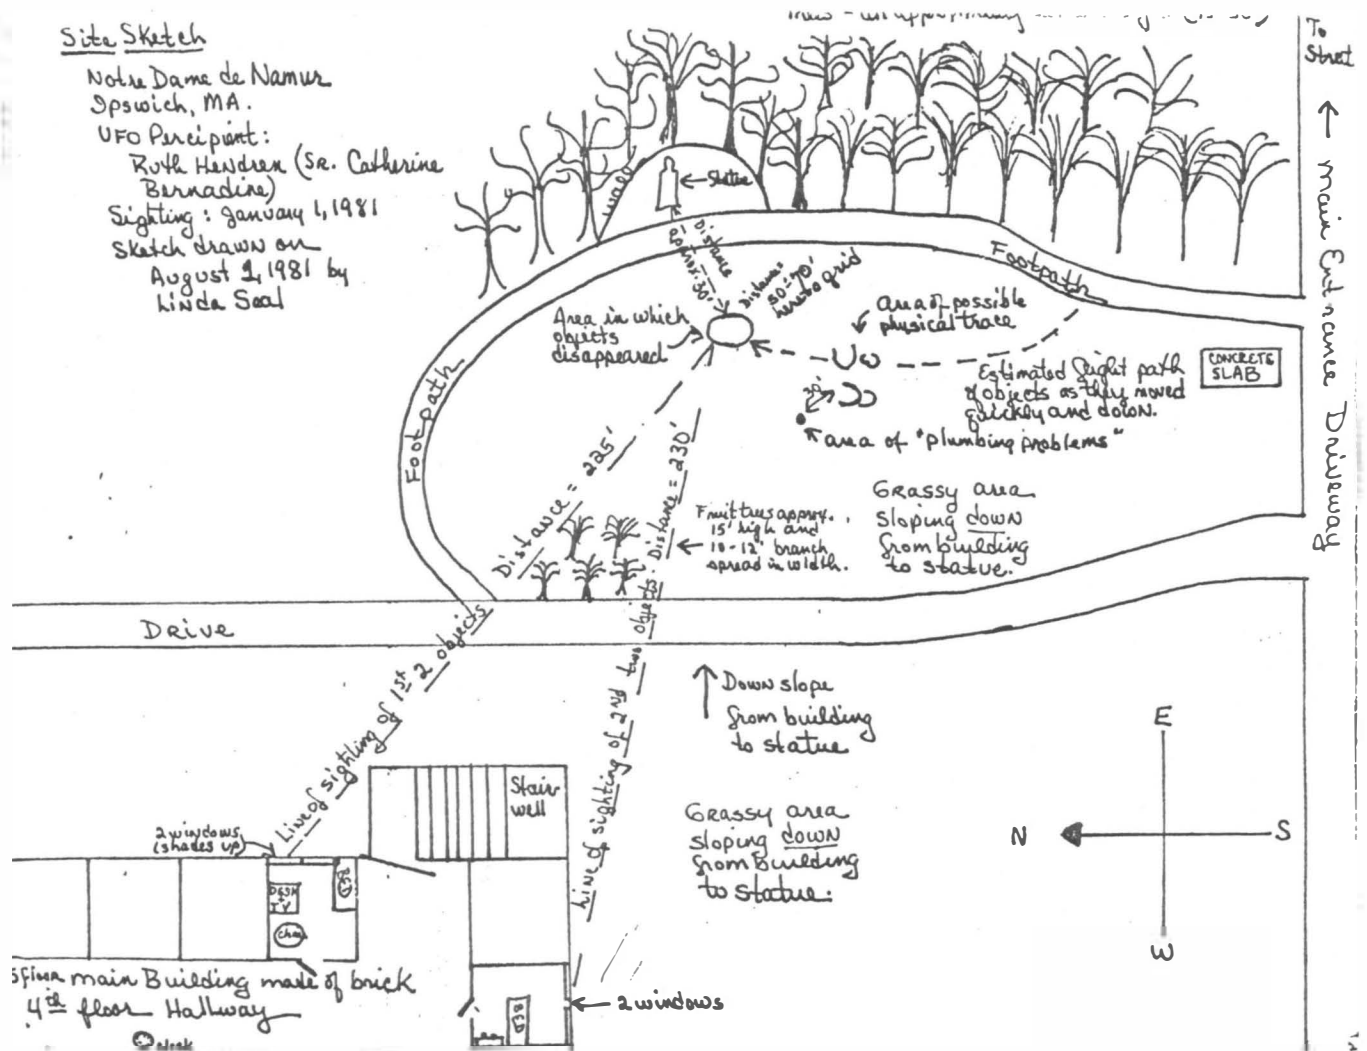 Site Sketch
Notre Dame de Namur
Ipswich, MA.
UFO Percipient:
Ruth Hendren (Sr. Catherine
Bernadine)
Sighting: January 1, 1981
Sketch drawn on
August 1, 1981 by
Linda Seal
To
Street
Main Entrance Driveway
Wall
Statue
Distance
approx. 30'
Distance=
50-70'
here to grid
Footpath
Area in which
objects
disappeared
Area of possible
physical trace
Estimated flight path
of objects as they moved
quickly and down.
CONCRETE
SLAB
30'
area of "plumbing problems"
Footpath
Distance = 225'
Distance = 230'
Fruit trees approx.
15' high and
10-12' branch
spread in width.
Grassy area
sloping down
from building
to statue.
Drive
Line of sighting of 1st 2 objects
Line of sighting of 2nd two objects
Down slope
from building
to statue
Grassy area
sloping down
from building
to statue.
E
N
S
W
Stair
well
2 windows
(shades up)
DESK
+
TV
BED
Chair
main Building made of brick
4th floor Hallway
BED
2 windows